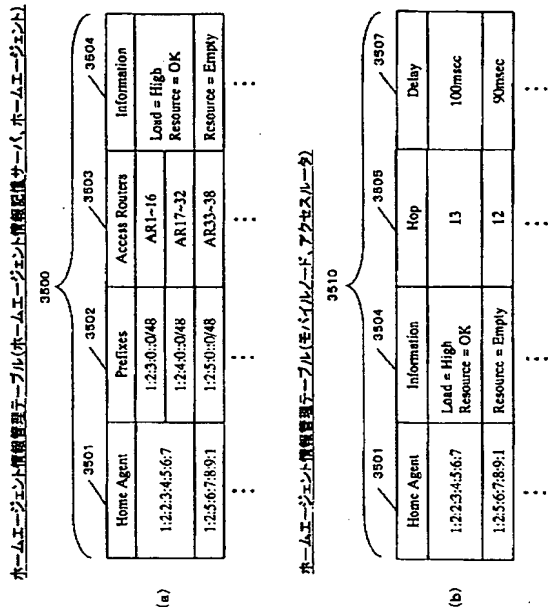 ホームエージェント情報管理テーブル(ホームエージェント情報記憶サーバ、ホームエージェント)
3500
3501 3502 3503 3504
Home Agent Prefixes Access Routers Information
1:2:2:3:4:5:6:7 1:2:3:0::0/48 AR1~16 Load = High
Resource = OK
1:2:4:0::0/48 AR17~32
1:2:5:6:7:8:9:1 1:2:5:0::0/48 AR33~38 Resource = Empty
(a)
ホームエージェント情報管理テーブル(モバイルノード、アクセスルータ)
3510
3501 3504 3505 3507
Home Agent Information Hop Delay
1:2:2:3:4:5:6:7 Load = High
Resource = OK 13 100msec
1:2:5:6:7:8:9:1 Resource = Empty 12 90msec
(b)